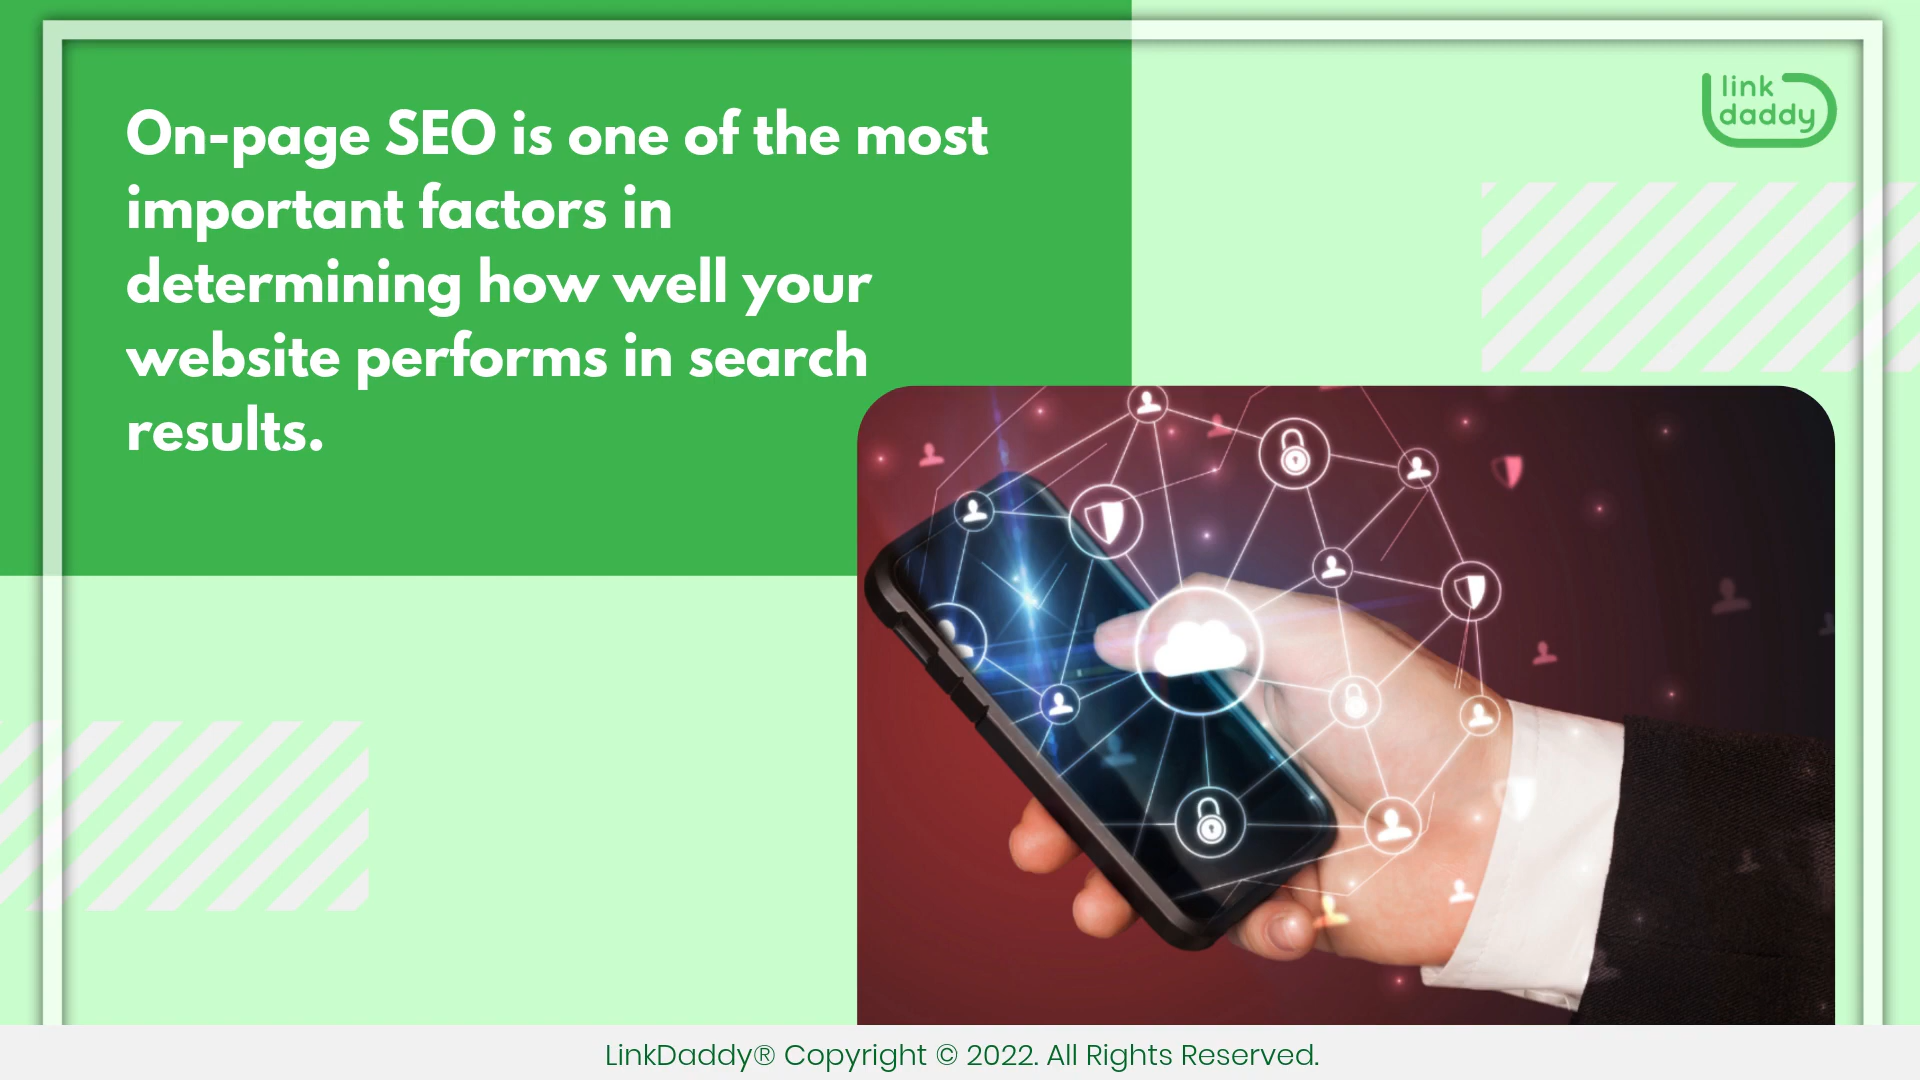 On-page SEO is one of the most
important factors in
determining how well your
website performs in search
results.
link
daddy
LinkDaddy® Copyright © 2022. All Rights Reserved.